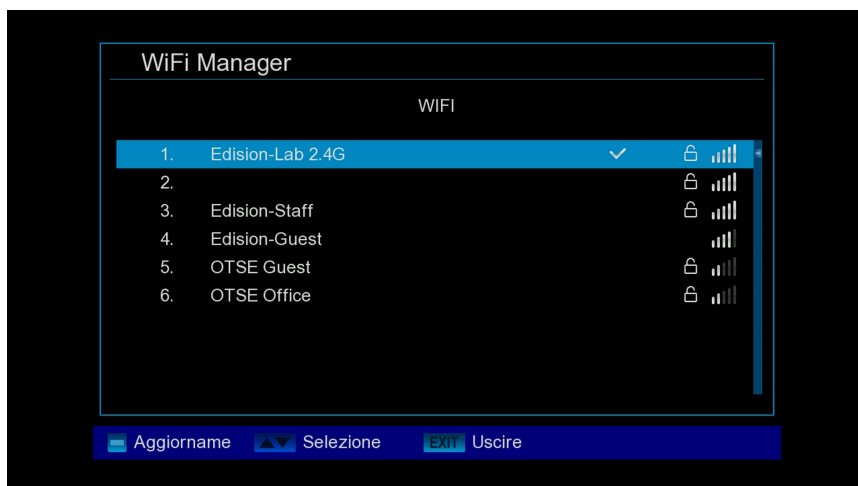 WiFi Manager
WIFI
1. Edision-Lab 2.4G
2.
3. Edision-Staff
4. Edision-Guest
5. OTSE Guest
6. OTSE Office
Aggiorname Selezione EXIT Uscire